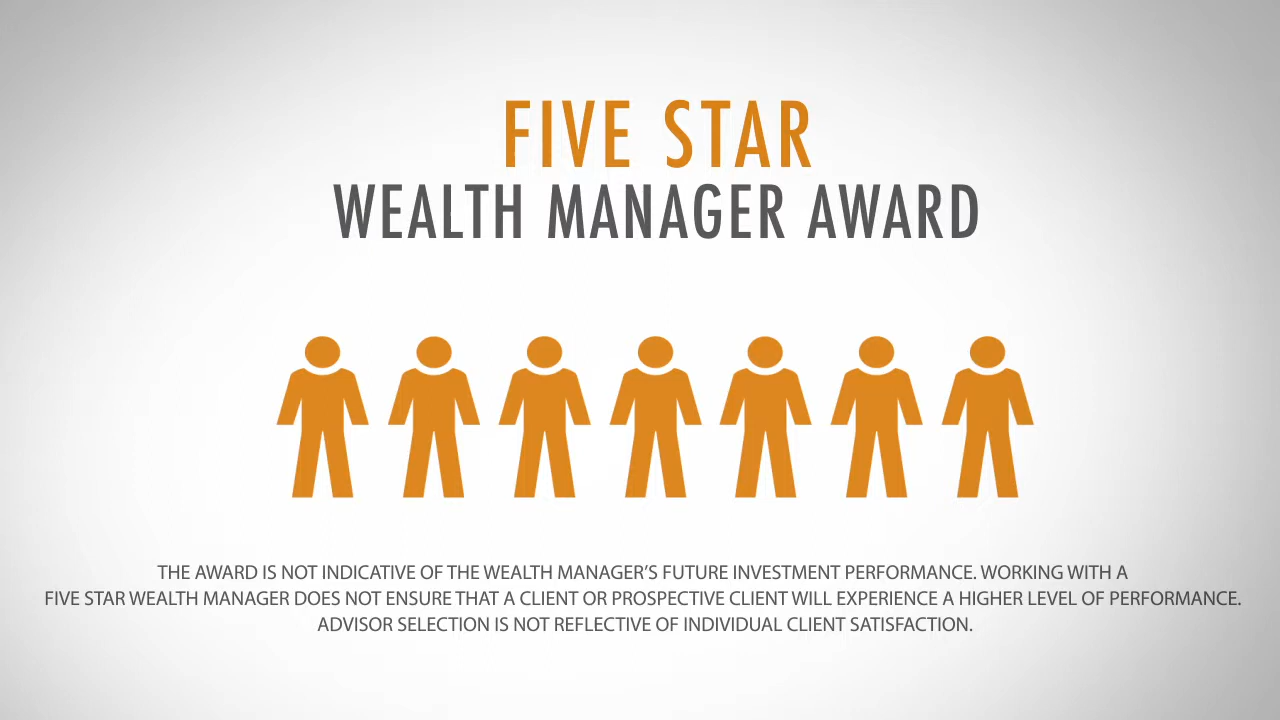 FIVE STAR
WEALTH MANAGER AWARD
THE AWARD IS NOT INDICATIVE OF THE WEALTH MANAGER’S FUTURE INVESTMENT PERFORMANCE. WORKING WITH A
FIVE STAR WEALTH MANAGER DOES NOT ENSURE THAT A CLIENT OR PROSPECTIVE CLIENT WILL EXPERIENCE A HIGHER LEVEL OF PERFORMANCE.
ADVISOR SELECTION IS NOT REFLECTIVE OF INDIVIDUAL CLIENT SATISFACTION.